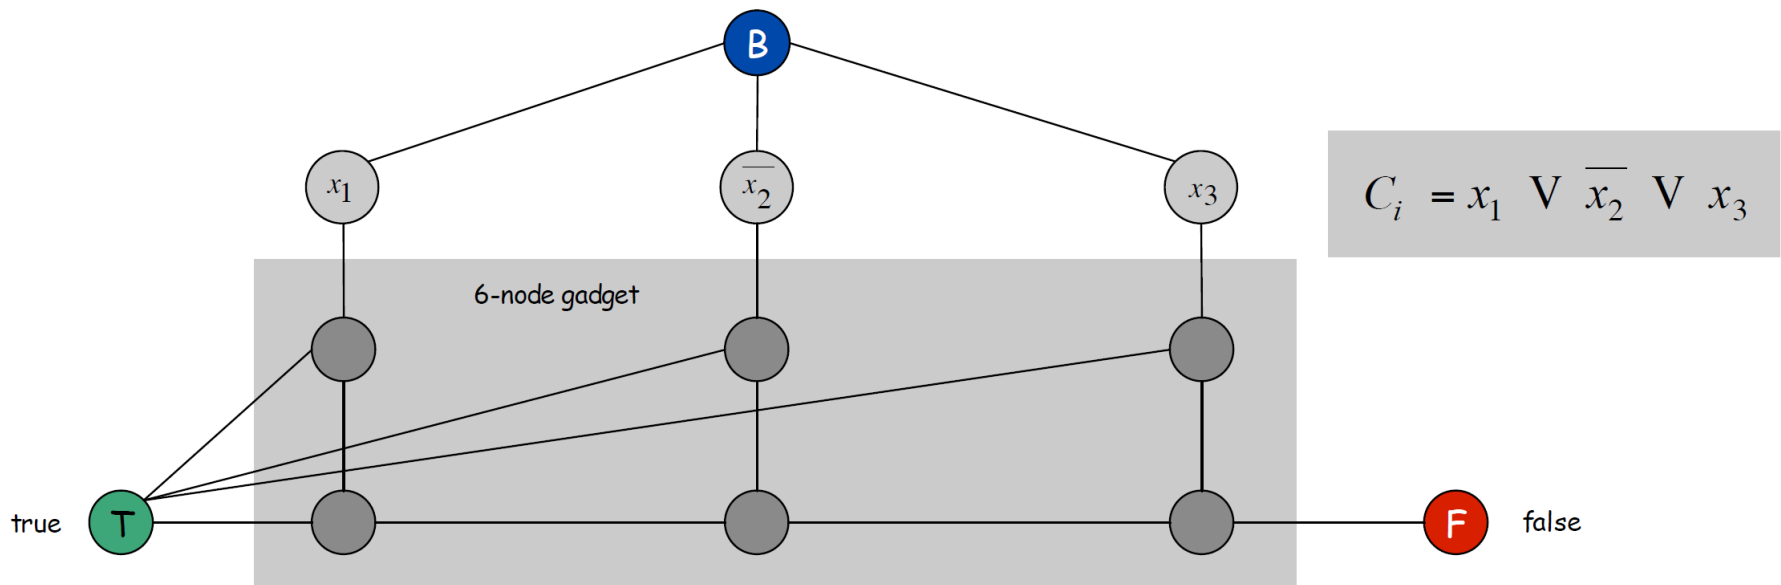 B
x₁
x̅₂
x₃
Cᵢ = x₁ V x̅₂ V x₃
6-node gadget
true
T
F
false